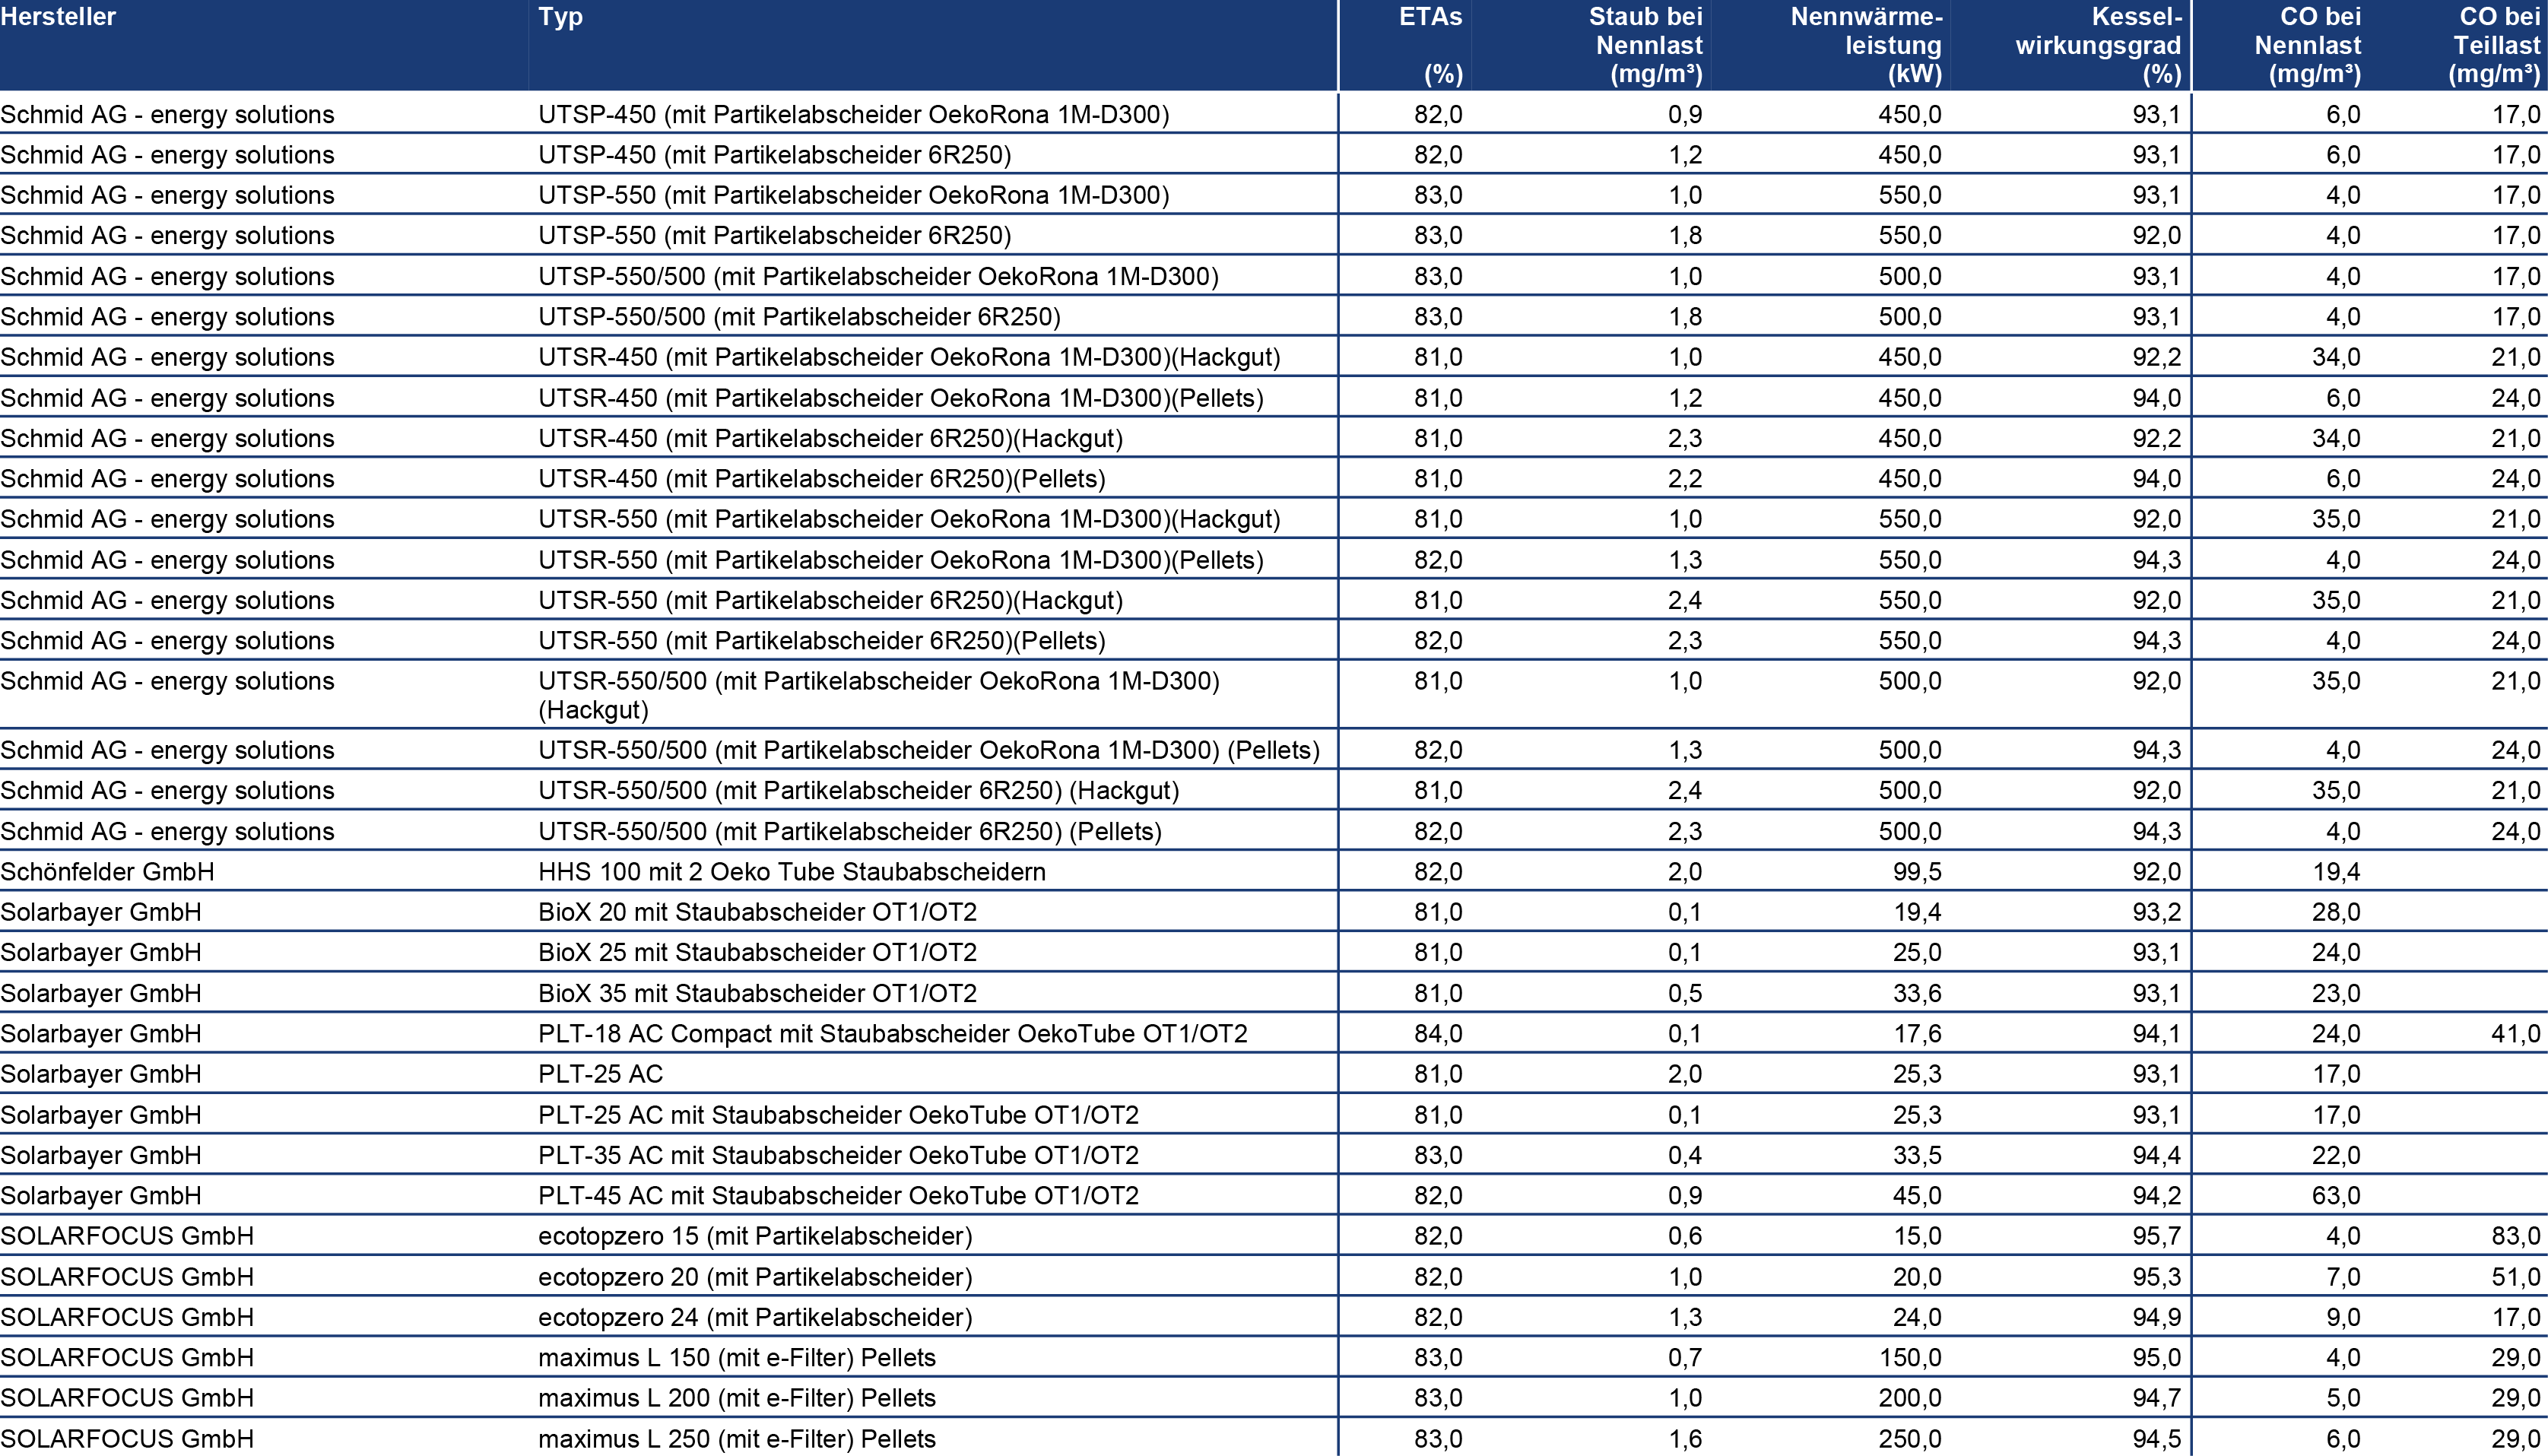 Hersteller Typ ETAs Staub bei Nennwärme- Kessel- CO bei CO bei
Nennlast leistung wirkungsgrad Nennlast Teillast
(%) (mg/m³) (kW) (%) (mg/m³) (mg/m³)
Schmid AG - energy solutions UTSP-450 (mit Partikelabscheider OekoRona 1M-D300) 82,0 0,9 450,0 93,1 6,0 17,0
Schmid AG - energy solutions UTSP-450 (mit Partikelabscheider 6R250) 82,0 1,2 450,0 93,1 6,0 17,0
Schmid AG - energy solutions UTSP-550 (mit Partikelabscheider OekoRona 1M-D300) 83,0 1,0 550,0 93,1 4,0 17,0
Schmid AG - energy solutions UTSP-550 (mit Partikelabscheider 6R250) 83,0 1,8 550,0 92,0 4,0 17,0
Schmid AG - energy solutions UTSP-550/500 (mit Partikelabscheider OekoRona 1M-D300) 83,0 1,0 500,0 93,1 4,0 17,0
Schmid AG - energy solutions UTSP-550/500 (mit Partikelabscheider 6R250) 83,0 1,8 500,0 93,1 4,0 17,0
Schmid AG - energy solutions UTSR-450 (mit Partikelabscheider OekoRona 1M-D300)(Hackgut) 81,0 1,0 450,0 92,2 34,0 21,0
Schmid AG - energy solutions UTSR-450 (mit Partikelabscheider OekoRona 1M-D300)(Pellets) 81,0 1,2 450,0 94,0 6,0 24,0
Schmid AG - energy solutions UTSR-450 (mit Partikelabscheider 6R250)(Hackgut) 81,0 2,3 450,0 92,2 34,0 21,0
Schmid AG - energy solutions UTSR-450 (mit Partikelabscheider 6R250)(Pellets) 81,0 2,2 450,0 94,0 6,0 24,0
Schmid AG - energy solutions UTSR-550 (mit Partikelabscheider OekoRona 1M-D300)(Hackgut) 81,0 1,0 550,0 92,0 35,0 21,0
Schmid AG - energy solutions UTSR-550 (mit Partikelabscheider OekoRona 1M-D300)(Pellets) 82,0 1,3 550,0 94,3 4,0 24,0
Schmid AG - energy solutions UTSR-550 (mit Partikelabscheider 6R250)(Hackgut) 81,0 2,4 550,0 92,0 35,0 21,0
Schmid AG - energy solutions UTSR-550 (mit Partikelabscheider 6R250)(Pellets) 82,0 2,3 550,0 94,3 4,0 24,0
Schmid AG - energy solutions UTSR-550/500 (mit Partikelabscheider OekoRona 1M-D300) 81,0 1,0 500,0 92,0 35,0 21,0
(Hackgut)
Schmid AG - energy solutions UTSR-550/500 (mit Partikelabscheider OekoRona 1M-D300) (Pellets) 82,0 1,3 500,0 94,3 4,0 24,0
Schmid AG - energy solutions UTSR-550/500 (mit Partikelabscheider 6R250) (Hackgut) 81,0 2,4 500,0 92,0 35,0 21,0
Schmid AG - energy solutions UTSR-550/500 (mit Partikelabscheider 6R250) (Pellets) 82,0 2,3 500,0 94,3 4,0 24,0
Schönfelder GmbH HHS 100 mit 2 Oeko Tube Staubabscheidern 82,0 2,0 99,5 92,0 19,4
Solarbayer GmbH BioX 20 mit Staubabscheider OT1/OT2 81,0 0,1 19,4 93,2 28,0
Solarbayer GmbH BioX 25 mit Staubabscheider OT1/OT2 81,0 0,1 25,0 93,1 24,0
Solarbayer GmbH BioX 35 mit Staubabscheider OT1/OT2 81,0 0,5 33,6 93,1 23,0
Solarbayer GmbH PLT-18 AC Compact mit Staubabscheider OekoTube OT1/OT2 84,0 0,1 17,6 94,1 24,0 41,0
Solarbayer GmbH PLT-25 AC 81,0 2,0 25,3 93,1 17,0
Solarbayer GmbH PLT-25 AC mit Staubabscheider OekoTube OT1/OT2 81,0 0,1 25,3 93,1 17,0
Solarbayer GmbH PLT-35 AC mit Staubabscheider OekoTube OT1/OT2 83,0 0,4 33,5 94,4 22,0
Solarbayer GmbH PLT-45 AC mit Staubabscheider OekoTube OT1/OT2 82,0 0,9 45,0 94,2 63,0
SOLARFOCUS GmbH ecotopzero 15 (mit Partikelabscheider) 82,0 0,6 15,0 95,7 4,0 83,0
SOLARFOCUS GmbH ecotopzero 20 (mit Partikelabscheider) 82,0 1,0 20,0 95,3 7,0 51,0
SOLARFOCUS GmbH ecotopzero 24 (mit Partikelabscheider) 82,0 1,3 24,0 94,9 9,0 17,0
SOLARFOCUS GmbH maximus L 150 (mit e-Filter) Pellets 83,0 0,7 150,0 95,0 4,0 29,0
SOLARFOCUS GmbH maximus L 200 (mit e-Filter) Pellets 83,0 1,0 200,0 94,7 5,0 29,0
SOLARFOCUS GmbH maximus L 250 (mit e-Filter) Pellets 83,0 1,6 250,0 94,5 6,0 29,0